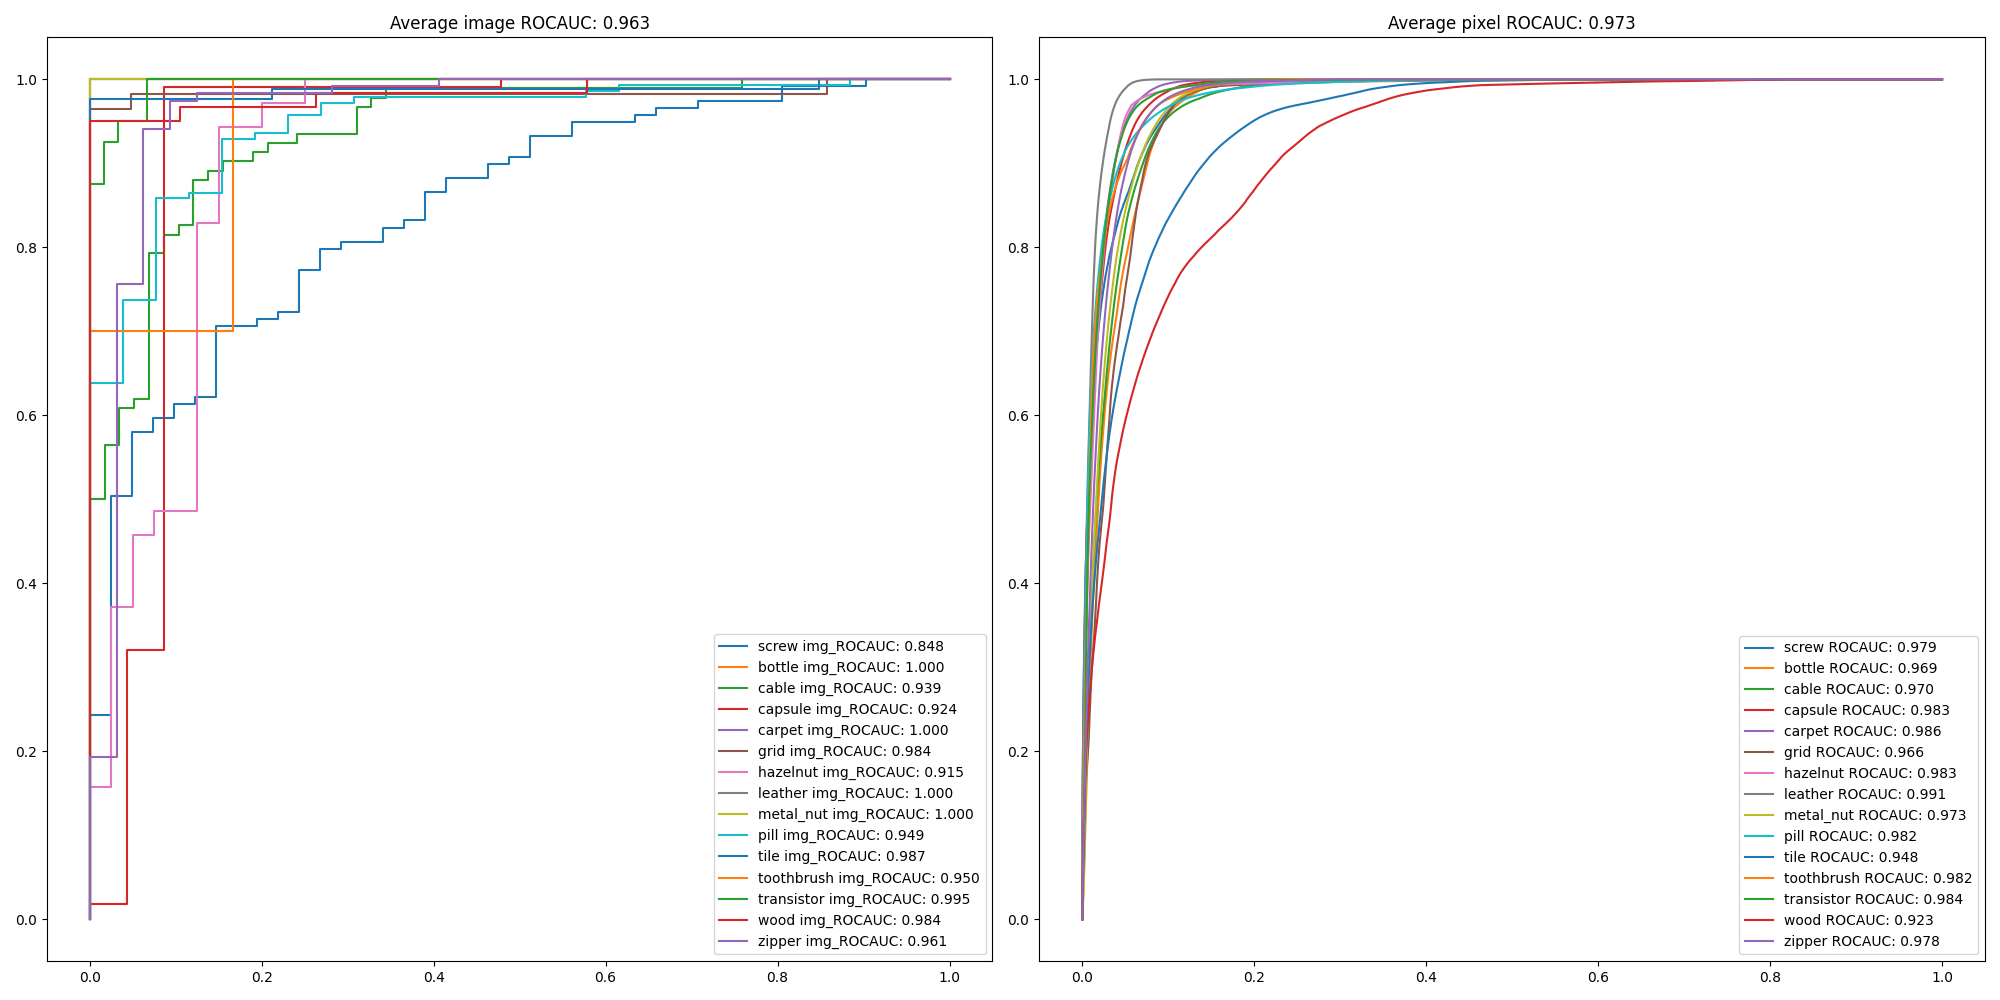 Average image ROCAUC: 0.963
1.0
0.8
0.6
0.4
0.2
0.0
0.0 0.2 0.4 0.6 0.8 1.0
screw img_ROCAUC: 0.848
bottle img_ROCAUC: 1.000
cable img_ROCAUC: 0.939
capsule img_ROCAUC: 0.924
carpet img_ROCAUC: 1.000
grid img_ROCAUC: 0.984
hazelnut img_ROCAUC: 0.915
leather img_ROCAUC: 1.000
metal_nut img_ROCAUC: 1.000
pill img_ROCAUC: 0.949
tile img_ROCAUC: 0.987
toothbrush img_ROCAUC: 0.950
transistor img_ROCAUC: 0.995
wood img_ROCAUC: 0.984
zipper img_ROCAUC: 0.961
Average pixel ROCAUC: 0.973
1.0
0.8
0.6
0.4
0.2
0.0
0.0 0.2 0.4 0.6 0.8 1.0
screw ROCAUC: 0.979
bottle ROCAUC: 0.969
cable ROCAUC: 0.970
capsule ROCAUC: 0.983
carpet ROCAUC: 0.986
grid ROCAUC: 0.966
hazelnut ROCAUC: 0.983
leather ROCAUC: 0.991
metal_nut ROCAUC: 0.973
pill ROCAUC: 0.982
tile ROCAUC: 0.948
toothbrush ROCAUC: 0.982
transistor ROCAUC: 0.984
wood ROCAUC: 0.923
zipper ROCAUC: 0.978